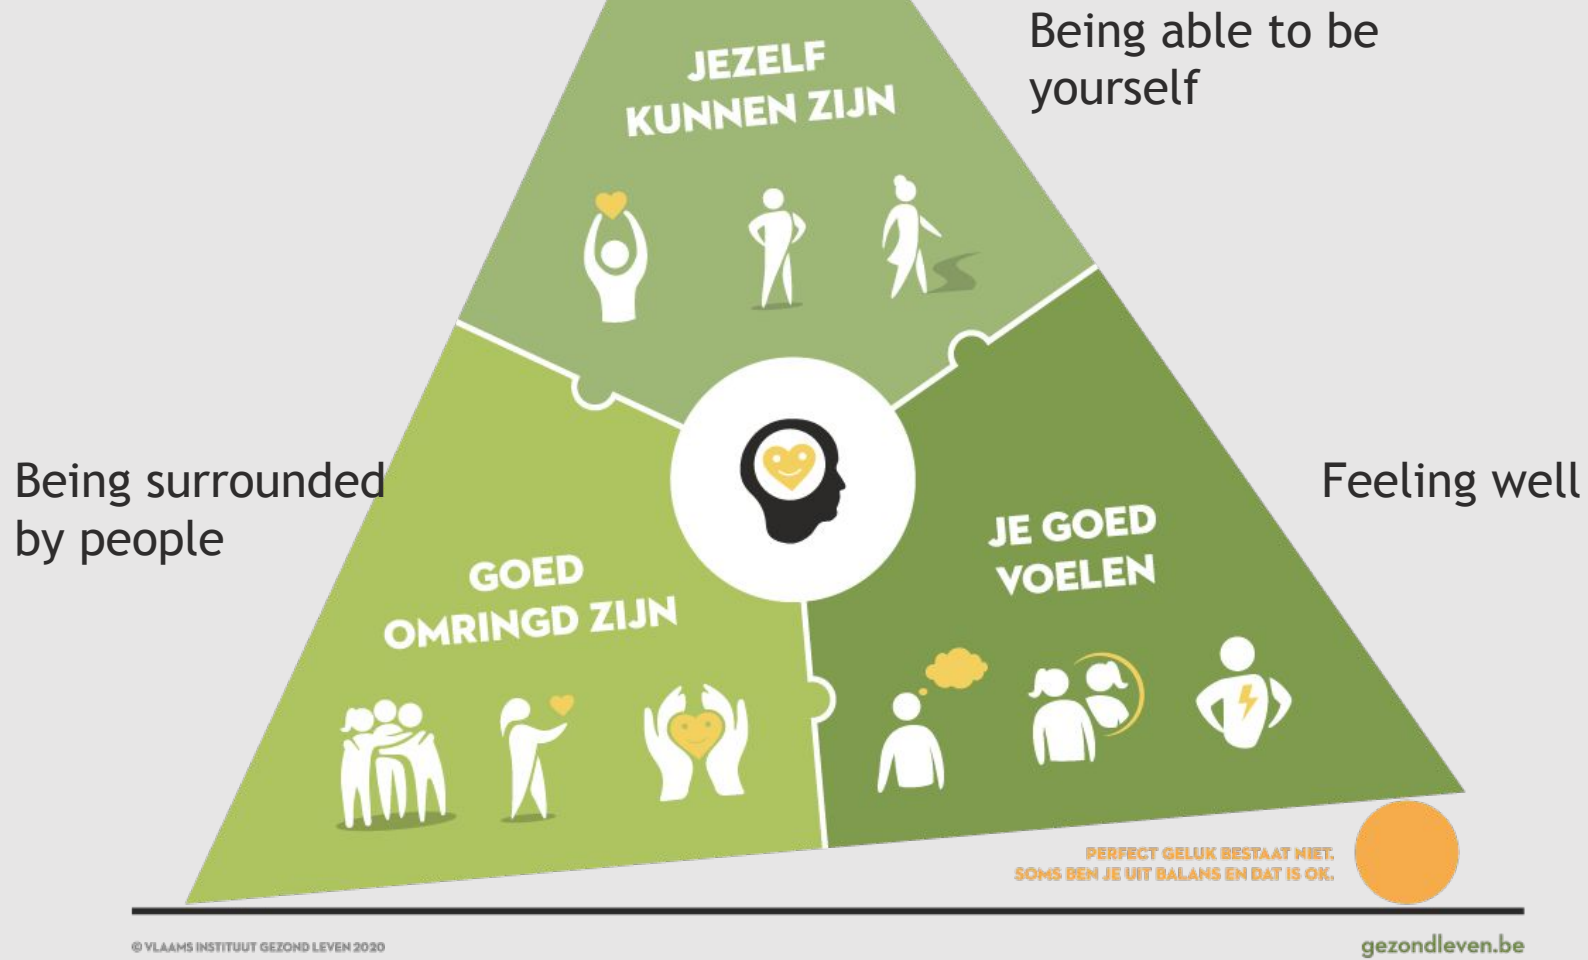 Being able to be
yourself
JEZELF
KUNNEN ZIJN
Being surrounded
by people
Feeling well
JE GOED
VOELEN
GOED
OMRINGD ZIJN
PERFECT GELUK BESTAAT NIET.
SOMS BEN JE UIT BALANS EN DAT IS OK.
© VLAAMS INSTITUUT GEZOND LEVEN 2020
gezondleven.be